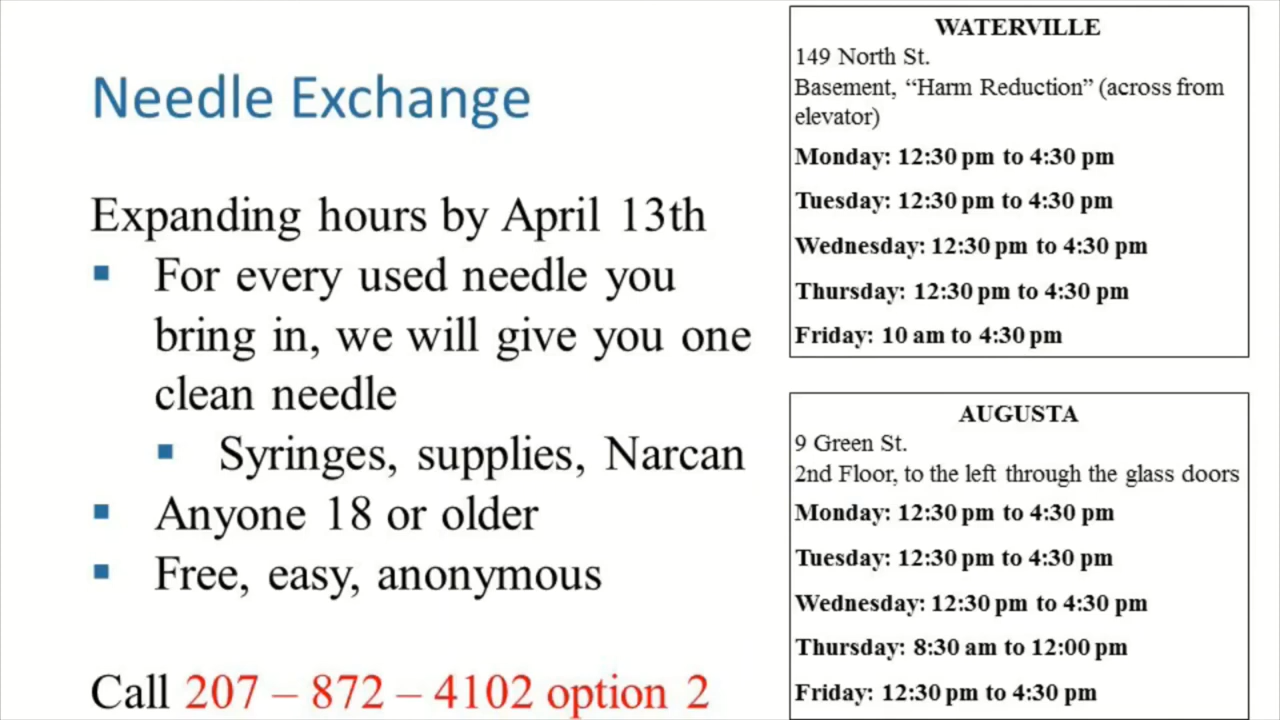 Needle Exchange
Expanding hours by April 13th
▪ For every used needle you
bring in, we will give you one
clean needle
▪ Syringes, supplies, Narcan
▪ Anyone 18 or older
▪ Free, easy, anonymous
Call 207 – 872 – 4102 option 2
WATERVILLE
149 North St.
Basement, “Harm Reduction” (across from
elevator)
Monday: 12:30 pm to 4:30 pm
Tuesday: 12:30 pm to 4:30 pm
Wednesday: 12:30 pm to 4:30 pm
Thursday: 12:30 pm to 4:30 pm
Friday: 10 am to 4:30 pm
AUGUSTA
9 Green St.
2nd Floor, to the left through the glass doors
Monday: 12:30 pm to 4:30 pm
Tuesday: 12:30 pm to 4:30 pm
Wednesday: 12:30 pm to 4:30 pm
Thursday: 8:30 am to 12:00 pm
Friday: 12:30 pm to 4:30 pm